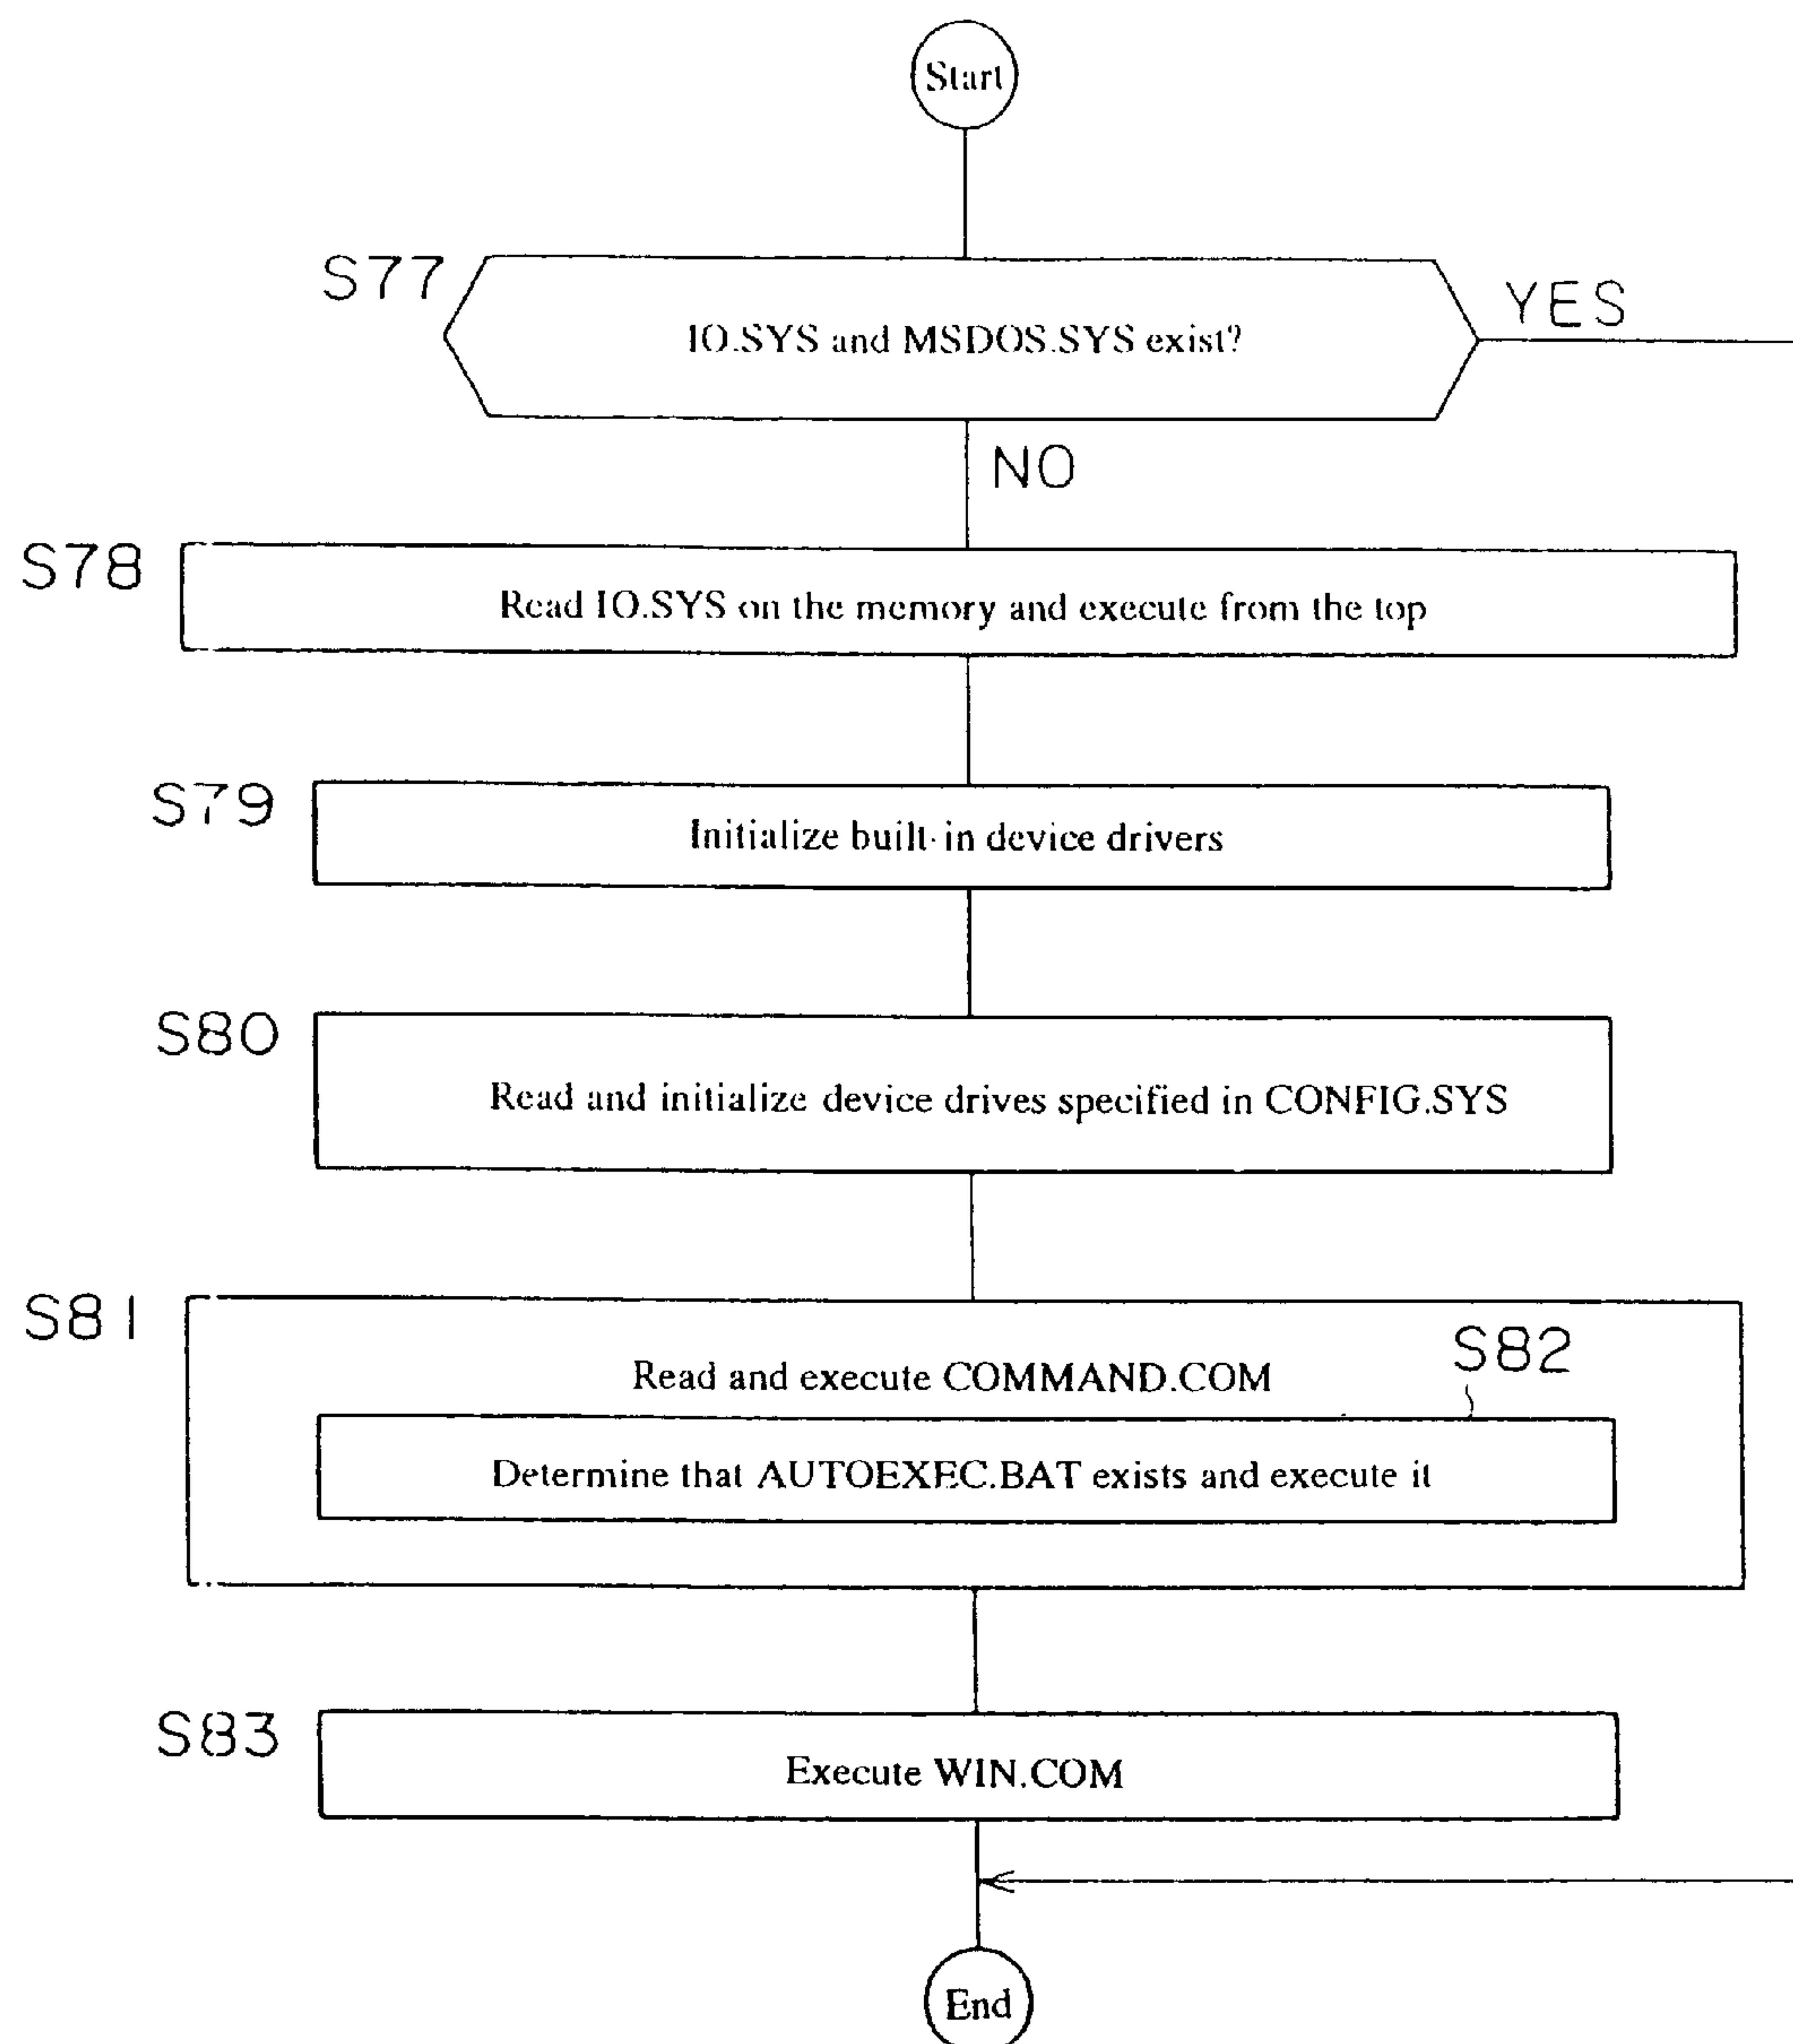 Start
S77
IO.SYS and MSDOS.SYS exist?
YES
NO
S78
Read IO.SYS on the memory and execute from the top
S79
Initialize built-in device drivers
S80
Read and initialize device drives specified in CONFIG.SYS
S81
S82
Read and execute COMMAND.COM
Determine that AUTOEXEC.BAT exists and execute it
S83
Execute WIN.COM
End